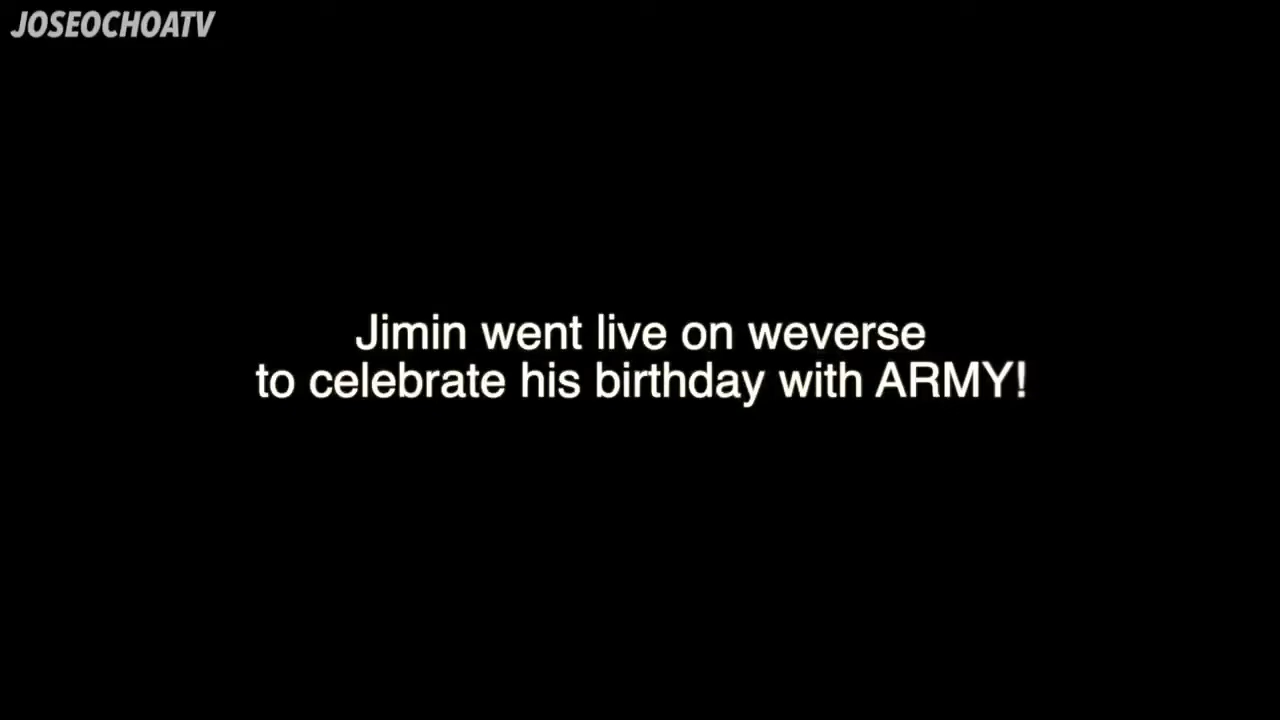 JOSEOCHOATV
Jimin went live on weverse
to celebrate his birthday with ARMY!